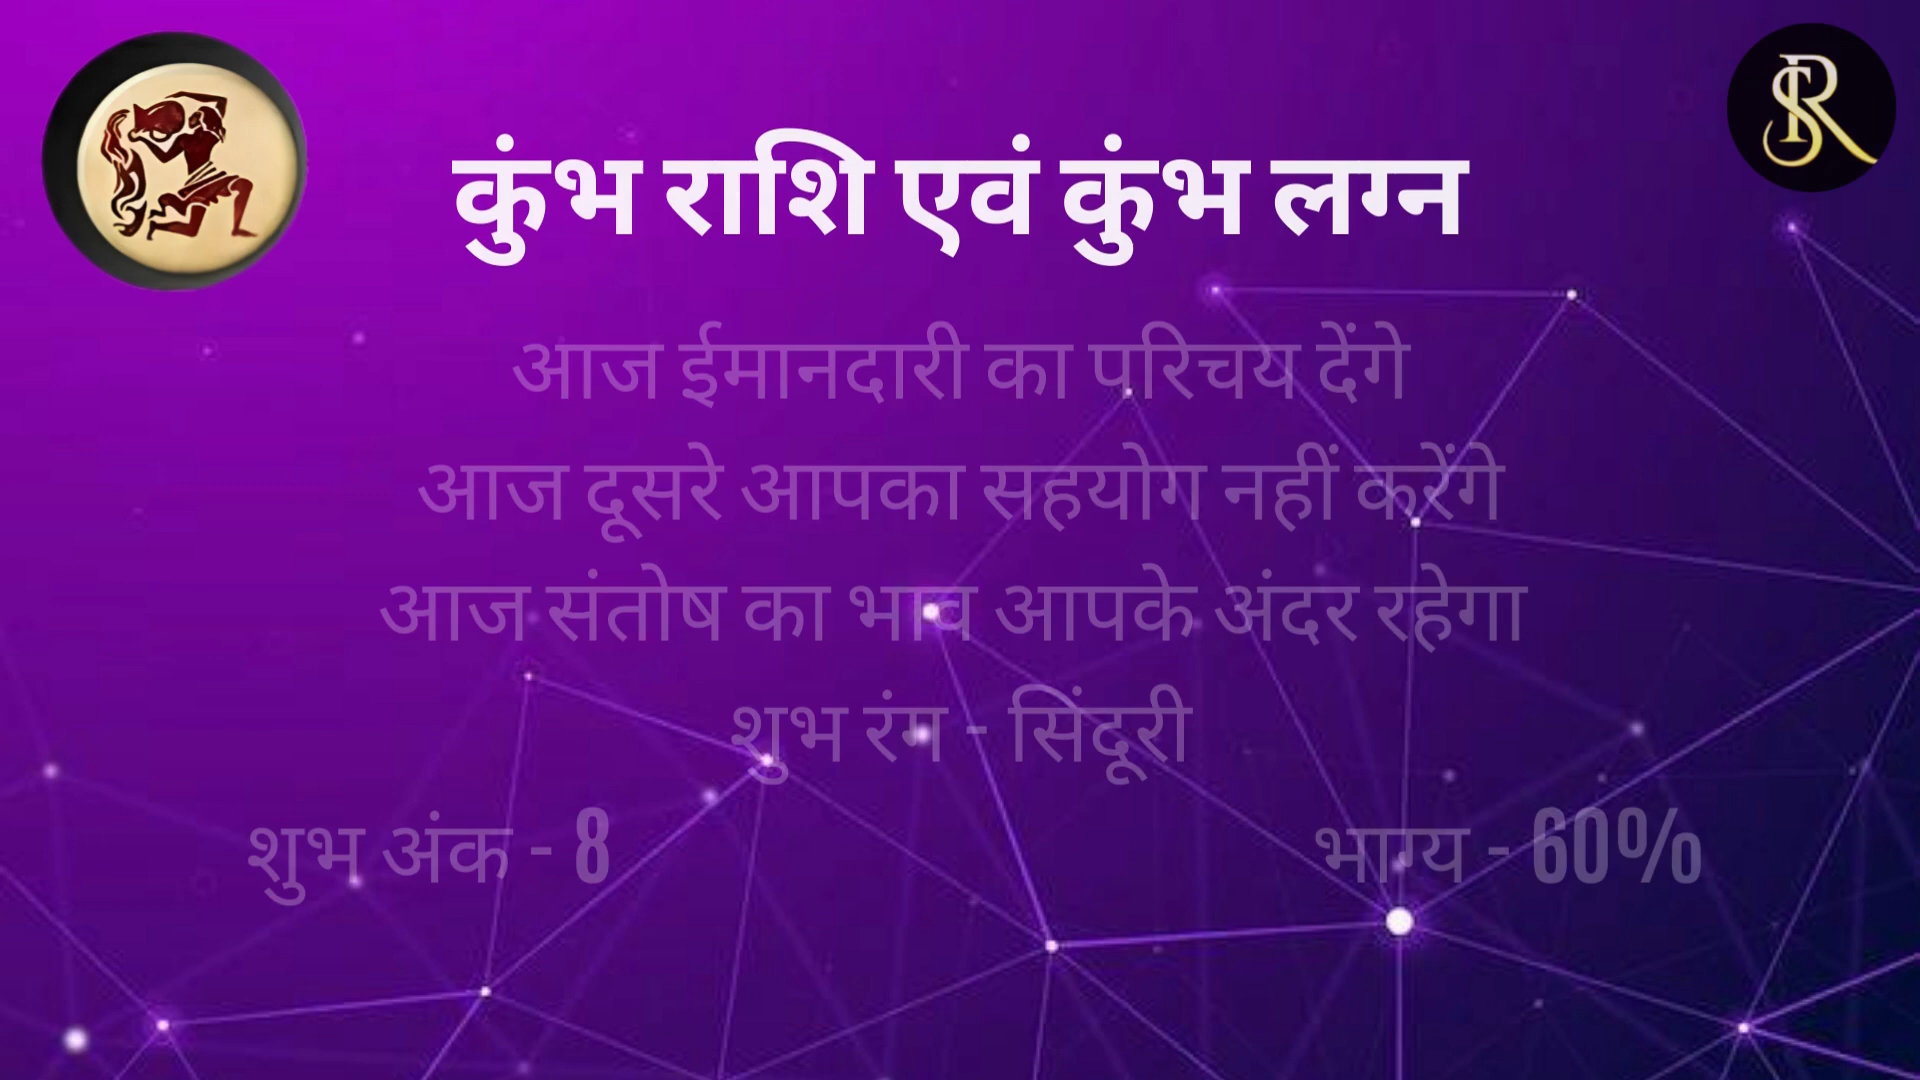 SR
कुंभ राशि एवं कुंभ लग्न
आज ईमानदारी का परिचय देंगे
आज दूसरे आपका सहयोग नहीं करेंगे
आज संतोष का भाव आपके अंदर रहेगा
शुभ रंग - सिंदूरी
शुभ अंक - 8
भाग्य - 60%